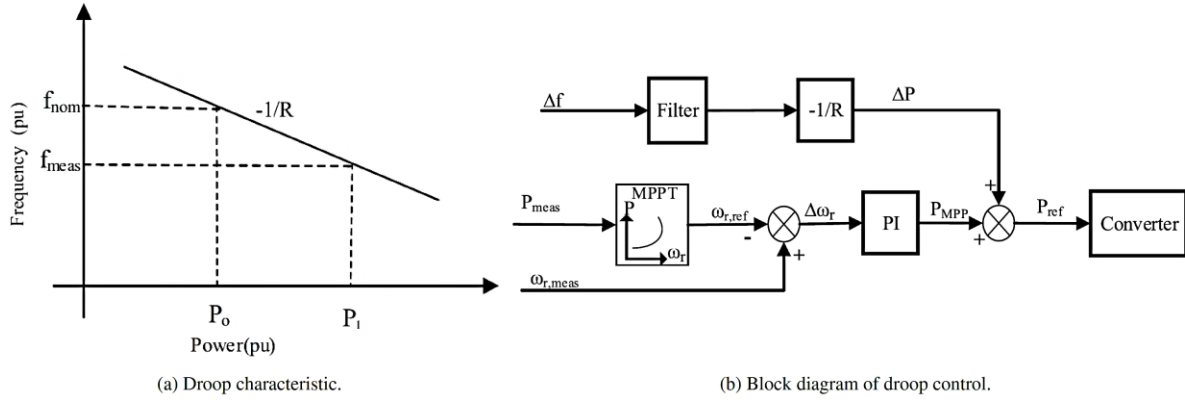 Frequency (pu)
f_nom
f_meas
-1/R
P_o
P_1
Power(pu)
(a) Droop characteristic.
Δf
Filter
-1/R
ΔP
+
P_meas
MPPT
P
ω_r
ω_r,ref
-
Δω_r
PI
P_MPP
+
P_ref
Converter
ω_r,meas
+
(b) Block diagram of droop control.